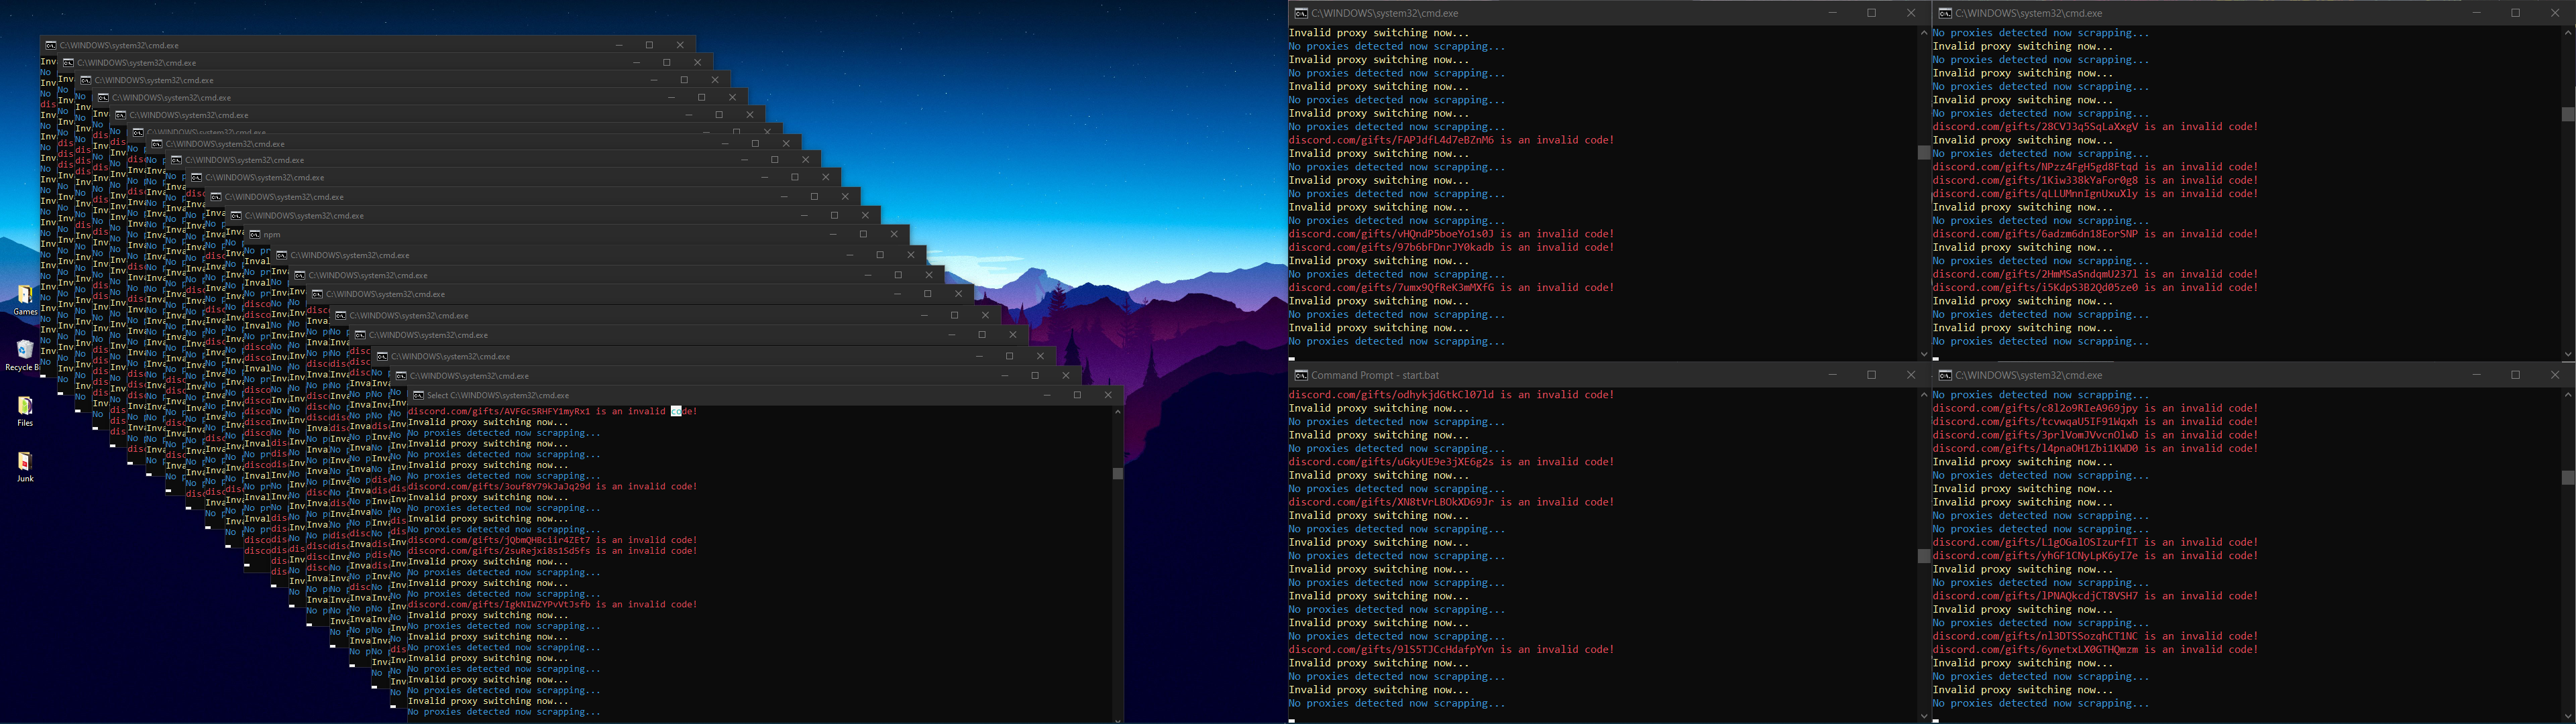 C:\WINDOWS\system32\cmd.exe
C:\WINDOWS\system32\cmd.exe
C:\WINDOWS\system32\cmd.exe
C:\WINDOWS\system32\cmd.exe
C:\WINDOWS\system32\cmd.exe
C:\WINDOWS\system32\cmd.exe
C:\WINDOWS\system32\cmd.exe
C:\WINDOWS\system32\cmd.exe
C:\WINDOWS\system32\cmd.exe
C:\WINDOWS\system32\cmd.exe
C:\WINDOWS\system32\cmd.exe
npm
C:\WINDOWS\system32\cmd.exe
C:\WINDOWS\system32\cmd.exe
C:\WINDOWS\system32\cmd.exe
C:\WINDOWS\system32\cmd.exe
C:\WINDOWS\system32\cmd.exe
C:\WINDOWS\system32\cmd.exe
C:\WINDOWS\system32\cmd.exe
Games
Recycle Bi
Files
Junk
Select C:\WINDOWS\system32\cmd.exe
discord.com/gifts/AVFGc5RHFY1myRx1 is an invalid code!
Invalid proxy switching now...
No proxies detected now scrapping...
Invalid proxy switching now...
No proxies detected now scrapping...
Invalid proxy switching now...
No proxies detected now scrapping...
discord.com/gifts/3ouf8Y79kJaJq29d is an invalid code!
Invalid proxy switching now...
No proxies detected now scrapping...
Invalid proxy switching now...
No proxies detected now scrapping...
discord.com/gifts/jQbmQHBciir4ZEt7 is an invalid code!
discord.com/gifts/2suRejxi8s1Sd5fs is an invalid code!
Invalid proxy switching now...
No proxies detected now scrapping...
Invalid proxy switching now...
No proxies detected now scrapping...
discord.com/gifts/IgkNIWZYPvVtJsfb is an invalid code!
Invalid proxy switching now...
No proxies detected now scrapping...
Invalid proxy switching now...
No proxies detected now scrapping...
Invalid proxy switching now...
No proxies detected now scrapping...
Invalid proxy switching now...
No proxies detected now scrapping...
Invalid proxy switching now...
No proxies detected now scrapping...
C:\WINDOWS\system32\cmd.exe
Invalid proxy switching now...
No proxies detected now scrapping...
Invalid proxy switching now...
No proxies detected now scrapping...
Invalid proxy switching now...
No proxies detected now scrapping...
Invalid proxy switching now...
No proxies detected now scrapping...
discord.com/gifts/FAPJdfL4d7eBZnM6 is an invalid code!
Invalid proxy switching now...
No proxies detected now scrapping...
Invalid proxy switching now...
No proxies detected now scrapping...
Invalid proxy switching now...
No proxies detected now scrapping...
discord.com/gifts/vHQndP5boeYo1s0J is an invalid code!
discord.com/gifts/97b6bFDnrJY0kadb is an invalid code!
Invalid proxy switching now...
No proxies detected now scrapping...
discord.com/gifts/7umx9QfReK3mMXfG is an invalid code!
Invalid proxy switching now...
No proxies detected now scrapping...
Invalid proxy switching now...
No proxies detected now scrapping...
C:\WINDOWS\system32\cmd.exe
No proxies detected now scrapping...
Invalid proxy switching now...
No proxies detected now scrapping...
Invalid proxy switching now...
No proxies detected now scrapping...
Invalid proxy switching now...
No proxies detected now scrapping...
discord.com/gifts/28CVJ3q5SqLaXxgV is an invalid code!
Invalid proxy switching now...
No proxies detected now scrapping...
discord.com/gifts/NPzz4FgH5gd8Ftqd is an invalid code!
discord.com/gifts/1Kiw338kYaFor0g8 is an invalid code!
discord.com/gifts/qLLUMnnIgnUxuXly is an invalid code!
Invalid proxy switching now...
No proxies detected now scrapping...
discord.com/gifts/6adzm6dn18EorSNP is an invalid code!
Invalid proxy switching now...
No proxies detected now scrapping...
discord.com/gifts/2HmMSaSndqmU237l is an invalid code!
discord.com/gifts/i5KdpS3B2Qd05ze0 is an invalid code!
Invalid proxy switching now...
No proxies detected now scrapping...
Invalid proxy switching now...
No proxies detected now scrapping...
Command Prompt - start.bat
discord.com/gifts/odhykjdGtkCl07ld is an invalid code!
Invalid proxy switching now...
No proxies detected now scrapping...
Invalid proxy switching now...
No proxies detected now scrapping...
discord.com/gifts/uGkyUE9e3jXE6g2s is an invalid code!
Invalid proxy switching now...
No proxies detected now scrapping...
discord.com/gifts/XN8tVrLBOkXD69Jr is an invalid code!
Invalid proxy switching now...
No proxies detected now scrapping...
Invalid proxy switching now...
No proxies detected now scrapping...
Invalid proxy switching now...
No proxies detected now scrapping...
Invalid proxy switching now...
No proxies detected now scrapping...
Invalid proxy switching now...
No proxies detected now scrapping...
discord.com/gifts/9lS5TJCcHdafpYvn is an invalid code!
Invalid proxy switching now...
No proxies detected now scrapping...
Invalid proxy switching now...
No proxies detected now scrapping...
C:\WINDOWS\system32\cmd.exe
No proxies detected now scrapping...
discord.com/gifts/c8l2o9RIeA969jpy is an invalid code!
discord.com/gifts/tcvwqaU5IF91Wqxh is an invalid code!
discord.com/gifts/3prlVomJVvcnOlwD is an invalid code!
discord.com/gifts/l4pnaOH1Zbi1KWD0 is an invalid code!
Invalid proxy switching now...
No proxies detected now scrapping...
Invalid proxy switching now...
Invalid proxy switching now...
No proxies detected now scrapping...
No proxies detected now scrapping...
discord.com/gifts/L1gOGalOSIzurfIT is an invalid code!
discord.com/gifts/yhGF1CNyLpK6yI7e is an invalid code!
Invalid proxy switching now...
No proxies detected now scrapping...
discord.com/gifts/lPNAQkcdjCT8VSH7 is an invalid code!
Invalid proxy switching now...
No proxies detected now scrapping...
discord.com/gifts/nl3DTSSozqhCT1NC is an invalid code!
discord.com/gifts/6ynetxLX0GTHQmzm is an invalid code!
Invalid proxy switching now...
No proxies detected now scrapping...
Invalid proxy switching now...
No proxies detected now scrapping...